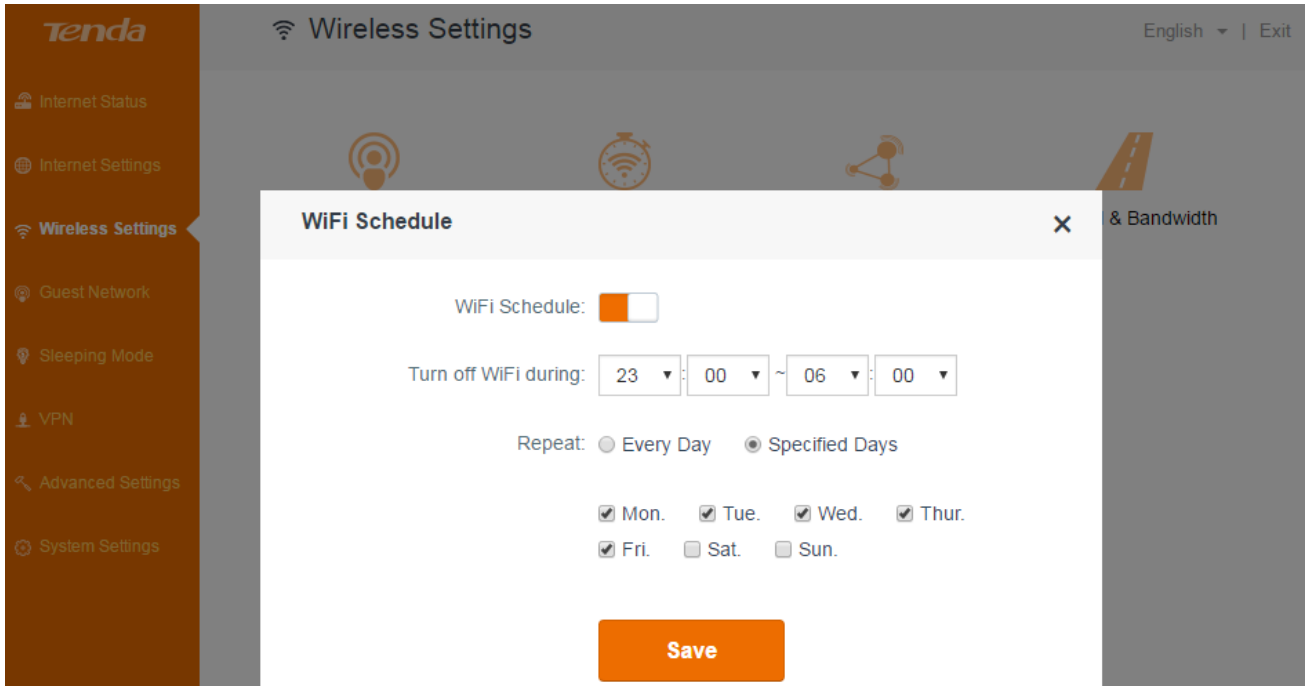 Tenda
Wireless Settings
English | Exit
Internet Status
Internet Settings
Wireless Settings
Guest Network
Sleeping Mode
VPN
Advanced Settings
System Settings
& Bandwidth
WiFi Schedule
WiFi Schedule:
Turn off WiFi during: 23 : 00 ~ 06 : 00
Repeat: Every Day Specified Days
Mon. Tue. Wed. Thur.
Fri. Sat. Sun.
Save